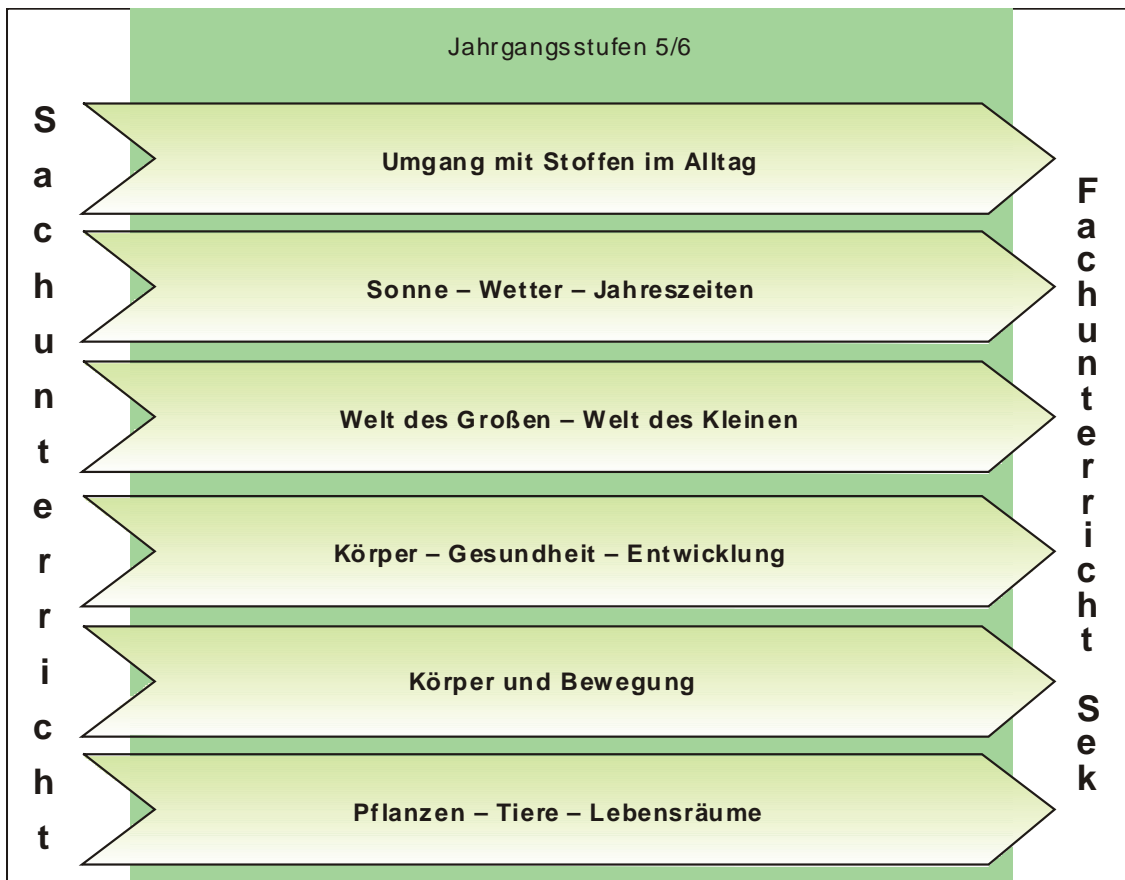 Jahrgangsstufen 5/6
Sachunterricht
Umgang mit Stoffen im Alltag
Sonne – Wetter – Jahreszeiten
Welt des Großen – Welt des Kleinen
Körper – Gesundheit – Entwicklung
Körper und Bewegung
Pflanzen – Tiere – Lebensräume
Fachunterricht Sek